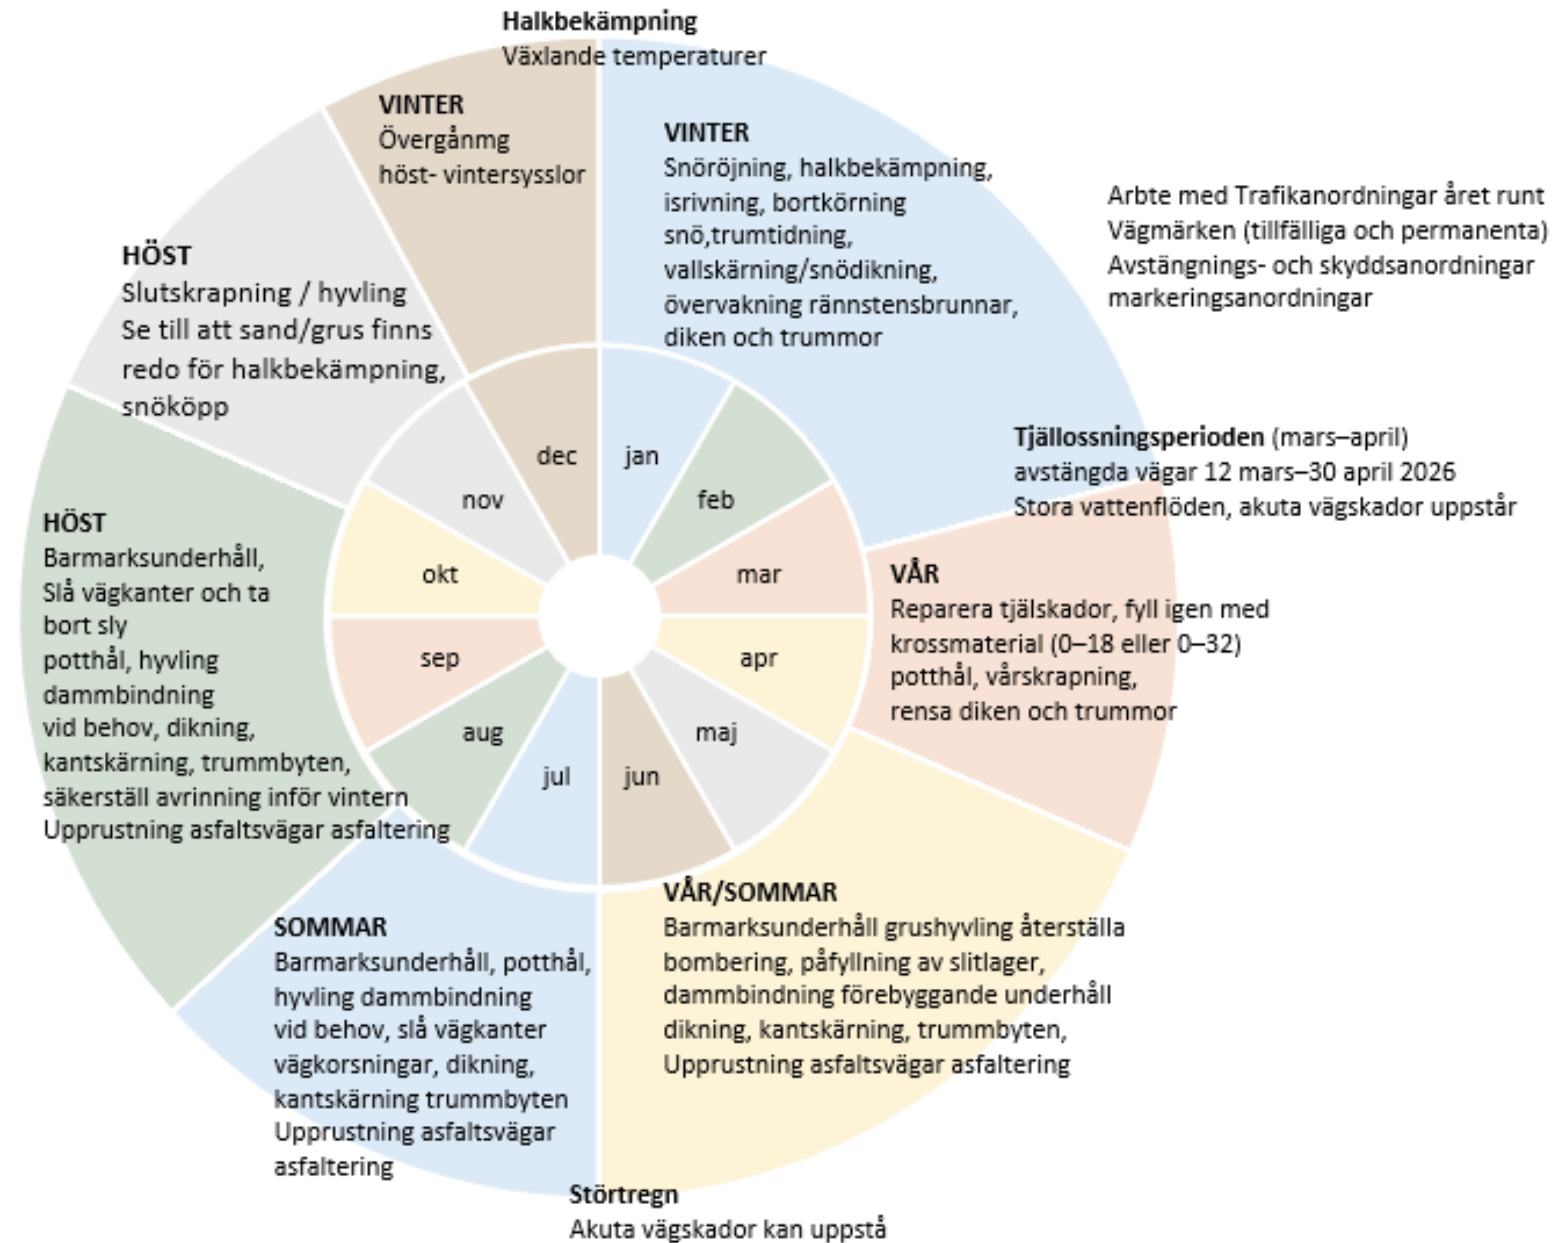 Halkbekämpning
Växlande temperaturer
VINTER
Övergånmg
höst- vintersysslor
VINTER
Snöröjning, halkbekämpning,
isrivning, bortkörning
snö,trumtidning,
vallskärning/snödikning,
övervakning rännstensbrunnar,
diken och trummor
Arbte med Trafikanordningar året runt
Vägmärken (tillfälliga och permanenta)
Avstängnings- och skyddsanordningar
markeringsanordningar
Tjällossningsperioden (mars–april)
avstängda vägar 12 mars–30 april 2026
Stora vattenflöden, akuta vägskador uppstår
VÅR
Reparera tjälskador, fyll igen med
krossmaterial (0–18 eller 0–32)
potthål, vårskrapning,
rensa diken och trummor
VÅR/SOMMAR
Barmarksunderhåll grushyvling återställa
bombering, påfyllning av slitlager,
dammbindning förebyggande underhåll
dikning, kantskärning, trummbyten,
Upprustning asfaltsvägar asfaltering
Störtregn
Akuta vägskador kan uppstå
SOMMAR
Barmarksunderhåll, potthål,
hyvling dammbindning
vid behov, slå vägkanter
vägkorsningar, dikning,
kantskärning trummbyten
Upprustning asfaltsvägar
asfaltering
HÖST
Barmarksunderhåll,
Slå vägkanter och ta
bort sly
potthål, hyvling
dammbindning
vid behov, dikning,
kantskärning, trummbyten,
säkerställ avrinning inför vintern
Upprustning asfaltsvägar asfaltering
HÖST
Slutskrapning / hyvling
Se till att sand/grus finns
redo för halkbekämpning,
snököpp
jan
feb
mar
apr
maj
jun
jul
aug
sep
okt
nov
dec